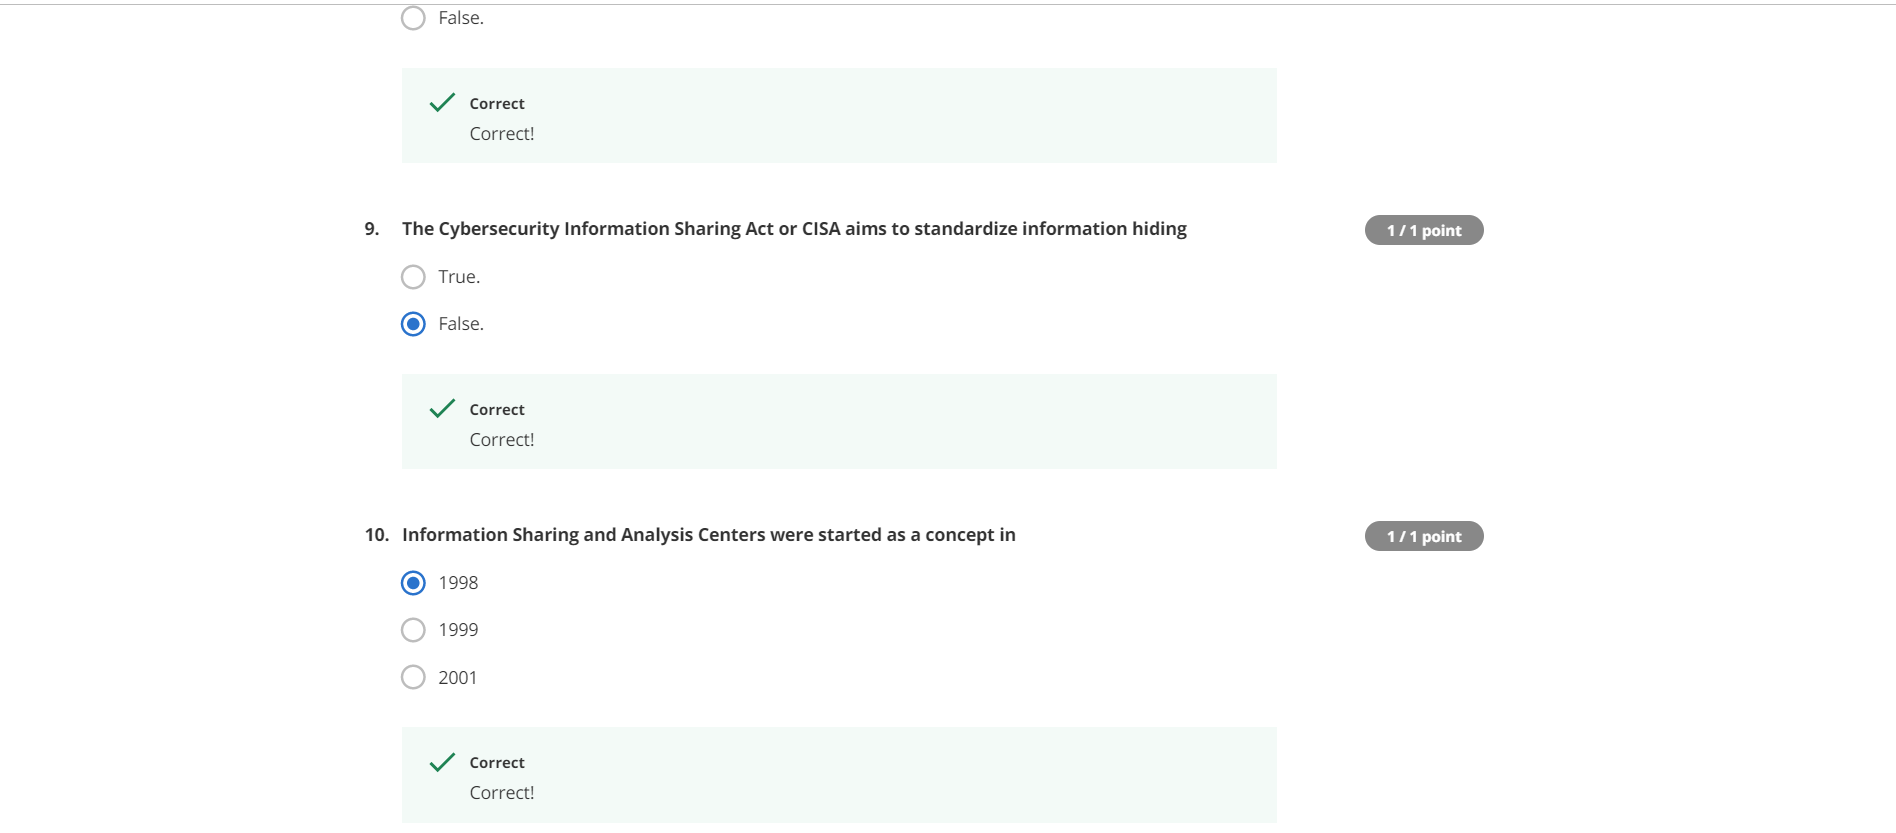 False.
Correct
Correct!
9. The Cybersecurity Information Sharing Act or CISA aims to standardize information hiding
1 / 1 point
True.
False.
Correct
Correct!
10. Information Sharing and Analysis Centers were started as a concept in
1 / 1 point
1998
1999
2001
Correct
Correct!